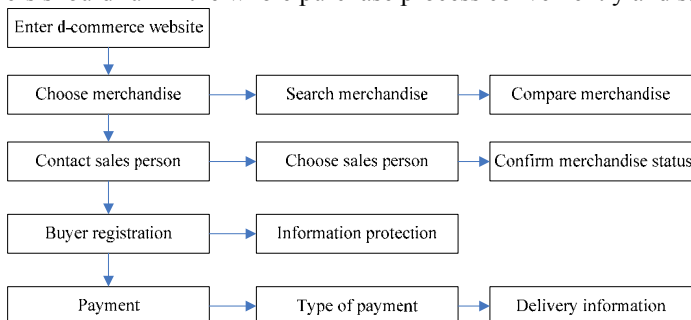 Enter d-commerce website
Choose merchandise
Search merchandise
Compare merchandise
Contact sales person
Choose sales person
Confirm merchandise status
Buyer registration
Information protection
Payment
Type of payment
Delivery information